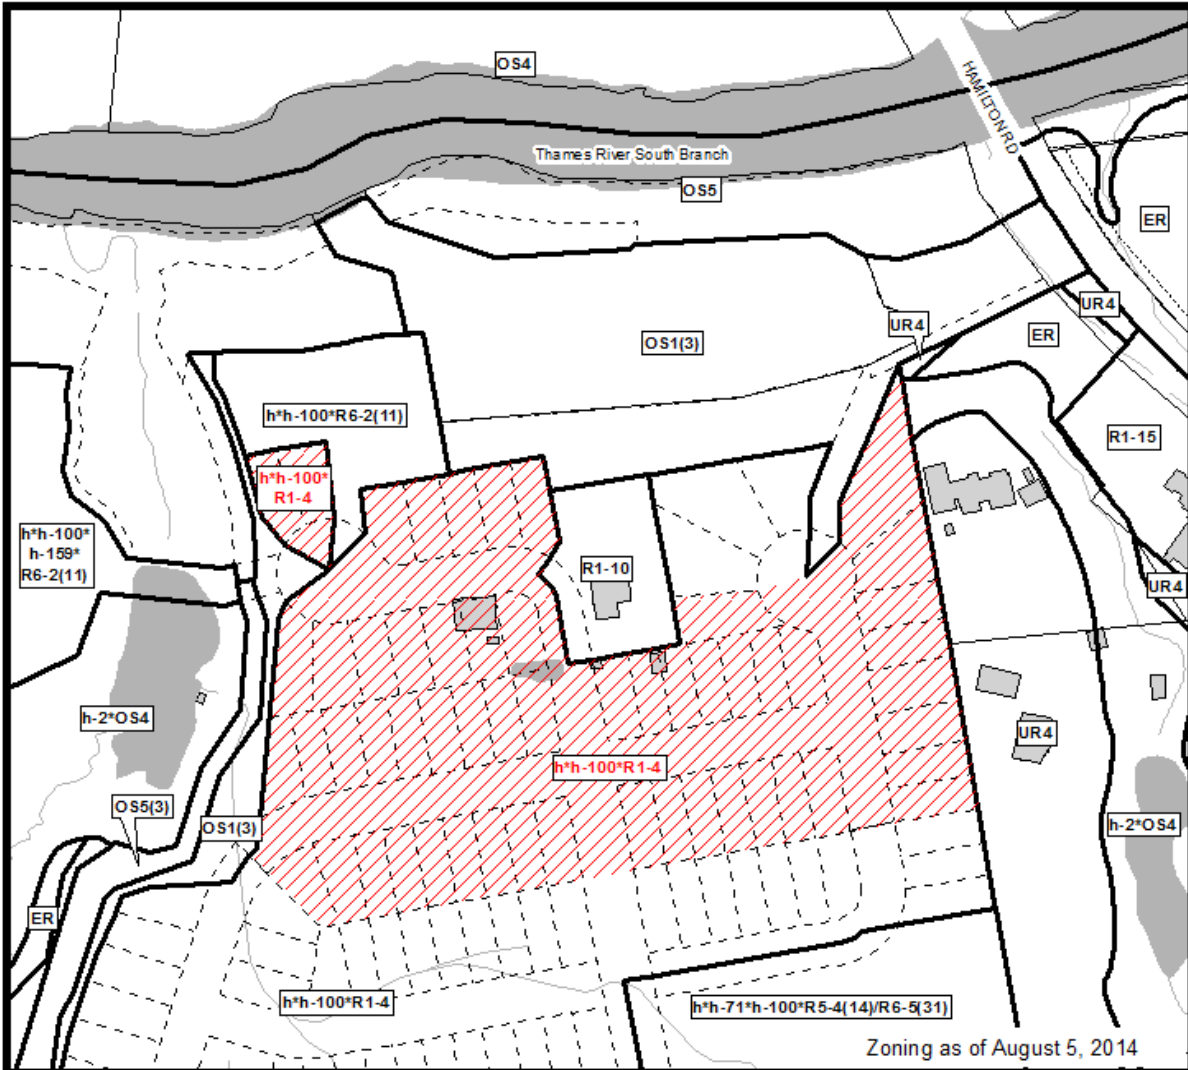 OS4
HAMILTON RD
Thames River South Branch
OS5
ER
UR4
UR4
ER
OS1(3)
h*h-100*R6-2(11)
R1-15
h*h-100*
R1-4
h*h-100*
h-159*
R6-2(11)
R1-10
UR4
h-2*OS4
UR4
h*h-100*R1-4
OS5(3)
OS1(3)
h-2*OS4
ER
h*h-100*R1-4
h*h-71*h-100*R5-4(14)/R6-5(31)
Zoning as of August 5, 2014